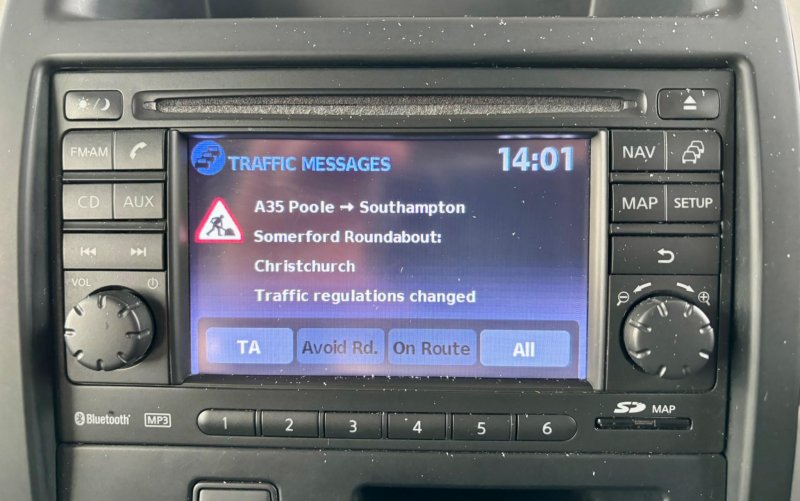 TRAFFIC MESSAGES 14:01
FM·AM
NAV
A35 Poole → Southampton
CD AUX
MAP SETUP
Somerford Roundabout:
Christchurch
Traffic regulations changed
VOL
TA Avoid Rd. On Route All
Bluetooth MP3
1 2 3 4 5 6
SD MAP